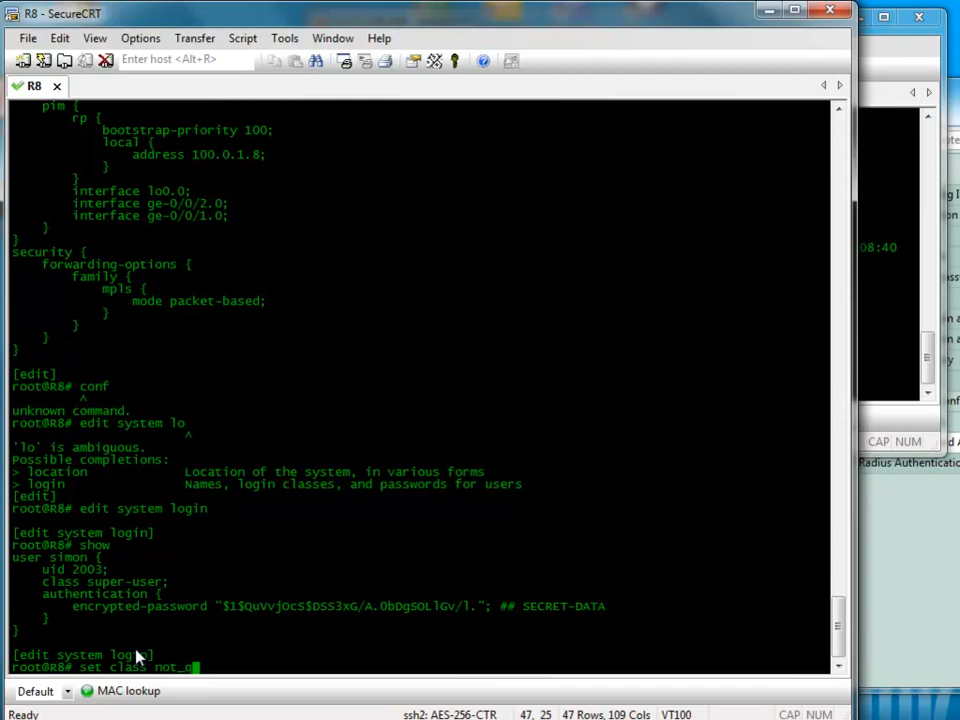 R8 - SecureCRT
File Edit View Options Transfer Script Tools Window Help
Enter host <Alt+R>
R8
pim {
rp {
bootstrap-priority 100;
local {
address 100.0.1.8;
}
}
interface lo0.0;
interface ge-0/0/2.0;
interface ge-0/0/1.0;
}
}
security {
forwarding-options {
family {
mpls {
mode packet-based;
}
}
}
}
[edit]
root@R8# conf
^
unknown command.
root@R8# edit system lo
^
'lo' is ambiguous.
Possible completions:
> location Location of the system, in various forms
> login Names, login classes, and passwords for users
[edit]
root@R8# edit system login
[edit system login]
root@R8# show
user simon {
uid 2003;
class super-user;
authentication {
encrypted-password "$1$QuVvjOcS$DSS3xG/A.ObDgSOLlGv/l."; ## SECRET-DATA
}
}
[edit system login]
root@R8# set class not_g
Default MAC lookup
Ready ssh2: AES-256-CTR 47, 25 47 Rows, 109 Cols VT100 CAP NUM
08:40
CAP NUM
Radius Authenticatio